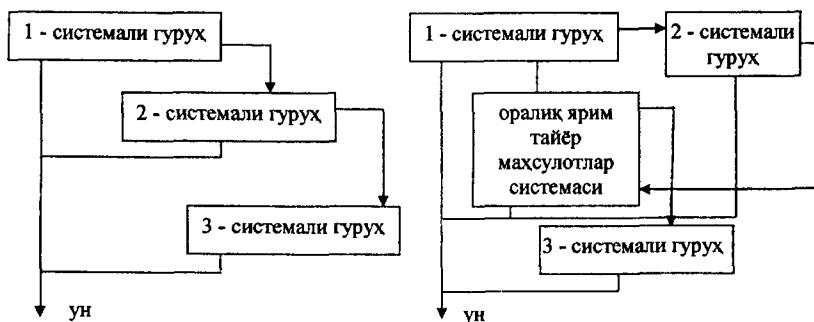 1 - системали гуруҳ
2 - системали гуруҳ
3 - системали гуруҳ
ун
1 - системали гуруҳ
2 - системали
гуруҳ
оралиқ ярим
тайёр
маҳсулотлар
системаси
3 - системали гуруҳ
ун